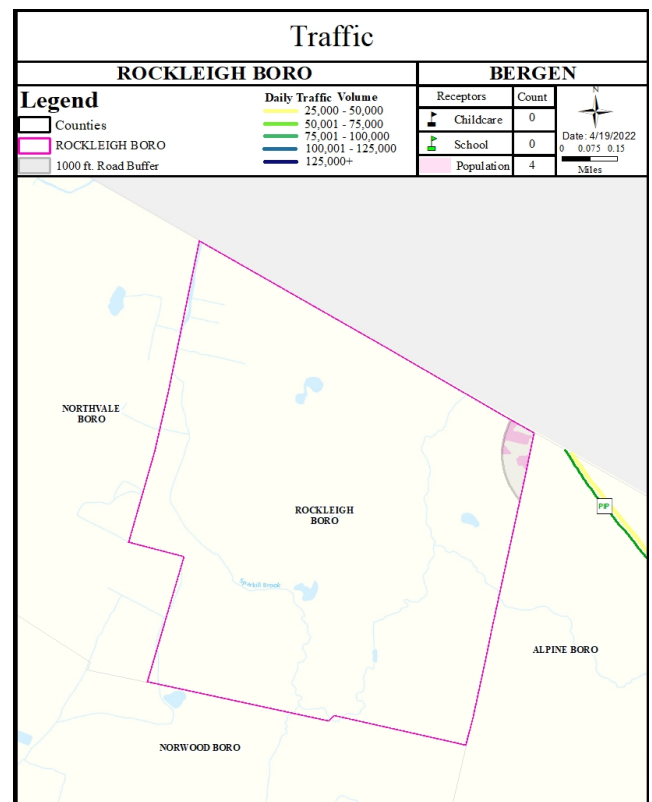 Traffic
ROCKLEIGH BORO
BERGEN
Legend
Counties
ROCKLEIGH BORO
1000 ft. Road Buffer
Daily Traffic Volume
25,000 - 50,000
50,001 - 75,000
75,001 - 100,000
100,001 - 125,000
125,000+
Receptors Count
Childcare 0
School 0
Population 4
N
Date: 4/19/2022
0 0.075 0.15
Miles
NORTHVALE
BORO
ROCKLEIGH
BORO
PIP
Sparkill Brook
ALPINE BORO
NORWOOD BORO